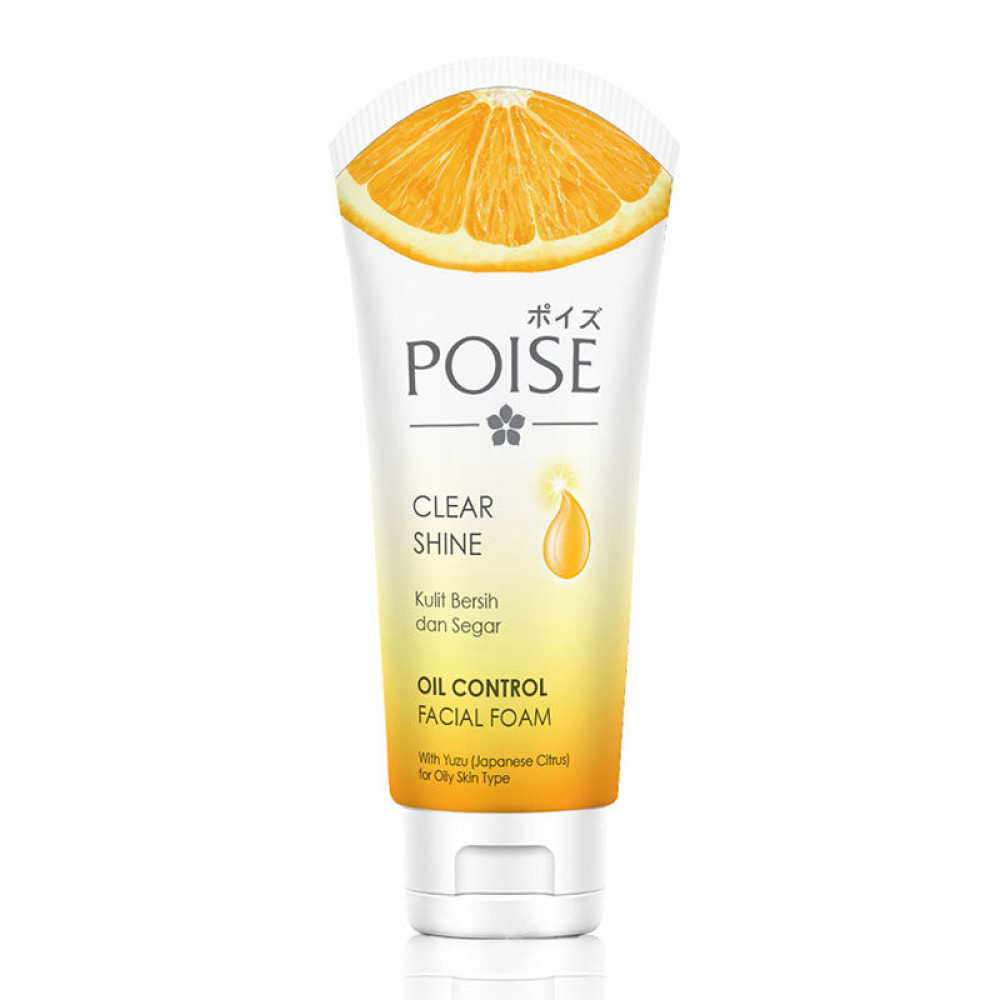 ポイズ
POISE
CLEAR
SHINE
Kulit Bersih
dan Segar
OIL CONTROL
FACIAL FOAM
With Yuzu (Japanese Citrus)
for Oily Skin Type